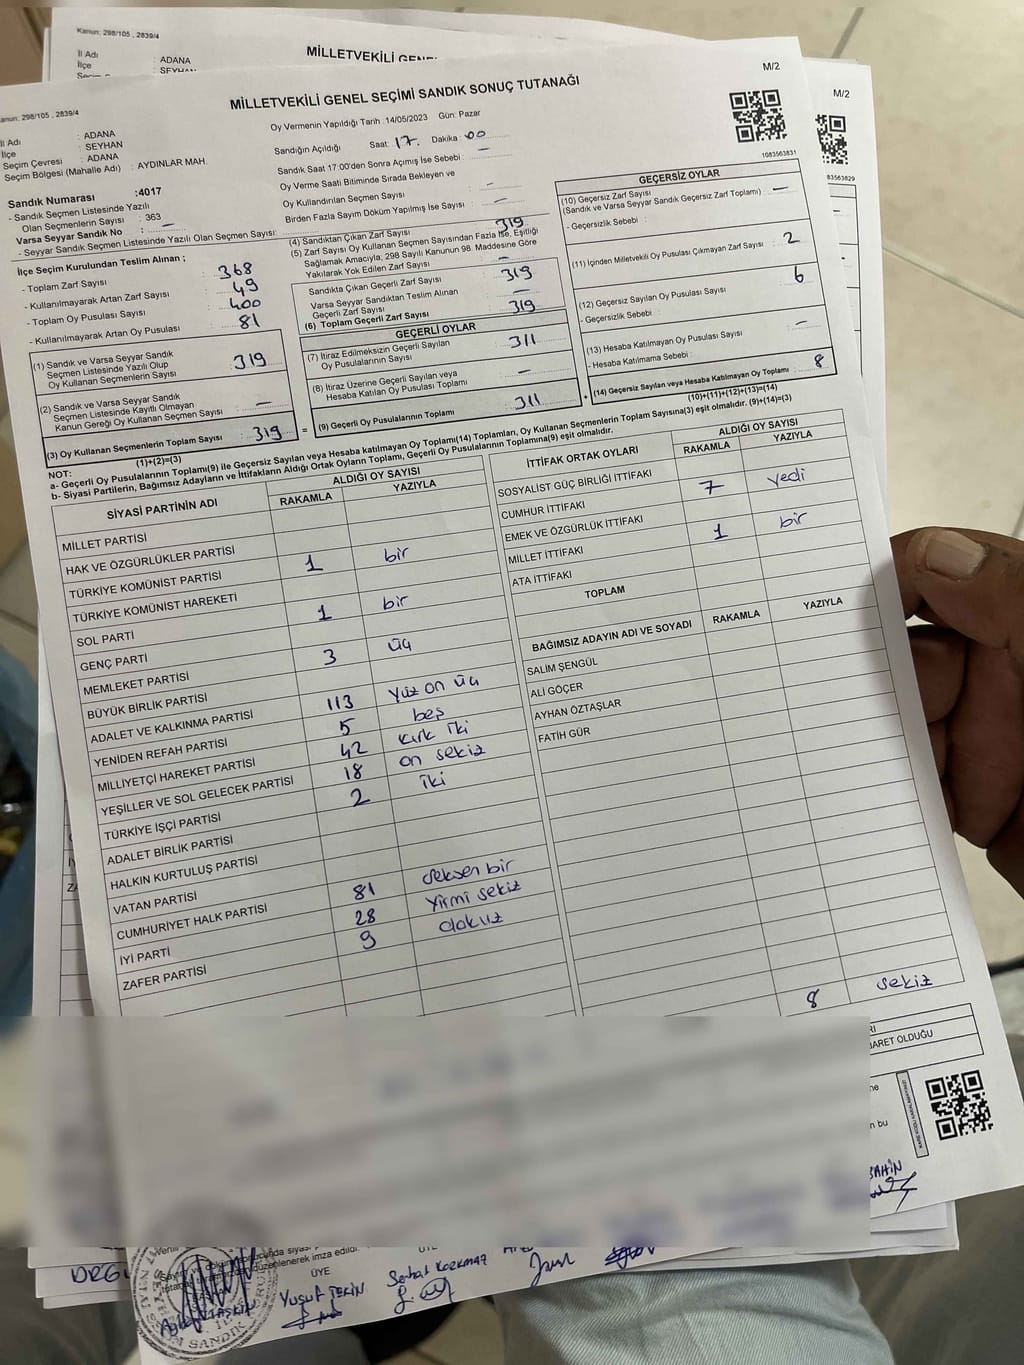 Kanun: 298/105 , 2839/4
MİLLETVEKİLİ
İl Adı : ADANA
İlçe
M/2
83563829
Kanun: 298/105 , 2839/4
MİLLETVEKİLİ GENEL SEÇİMİ SANDIK SONUÇ TUTANAĞI
M/2
1083563831
İl Adı : ADANA
İlçe : SEYHAN
Seçim Çevresi : ADANA
Seçim Bölgesi (Mahalle Adı) : AYDINLAR MAH.
Sandık Numarası :4017
- Sandık Seçmen Listesinde Yazılı
Olan Seçmenlerin Sayısı : 363
Varsa Seyyar Sandık No : —
- Seyyar Sandık Seçmen Listesinde Yazılı Olan Seçmen Sayısı:
Oy Vermenin Yapıldığı Tarih :14/05/2023 Gün: Pazar
Sandığın Açıldığı Saat: 17. Dakika: 00
Sandık Saat 17:00'den Sonra Açımış İse Sebebi : —
Oy Verme Saati Bitiminde Sırada Bekleyen ve
Oy Kullandırılan Seçmen Sayısı : —
Birden Fazla Sayım Döküm Yapılmış İse Sayısı : —
İlçe Seçim Kurulundan Teslim Alınan ;
- Toplam Zarf Sayısı : 368
- Kullanılmayarak Artan Zarf Sayısı : 49
- Toplam Oy Pusulası Sayısı : 400
- Kullanılmayarak Artan Oy Pusulası : 81
(1) Sandık ve Varsa Seyyar Sandık
Seçmen Listesinde Yazılı Olup
Oy Kullanan Seçmenlerin Sayısı : 319
(2) Sandık ve Varsa Seyyar Sandık
Seçmen Listesinde Kayıtlı Olmayan
Kanun Gereği Oy Kullanan Seçmen Sayısı : —
(3) Oy Kullanan Seçmenlerin Toplam Sayısı : 319
(1)+(2)=(3)
(4) Sandıktan Çıkan Zarf Sayısı : 319
(5) Zarf Sayısı Oy Kullanan Seçmen Sayısından Fazla İse, Eşitliği
Sağlamak Amacıyla, 298 Sayılı Kanunun 98. Maddesine Göre
Yakılarak Yok Edilen Zarf Sayısı : —
Sandıkta Çıkan Geçerli Zarf Sayısı : 319
Varsa Seyyar Sandıktan Teslim Alınan
Geçerli Zarf Sayısı : —
(6) Toplam Geçerli Zarf Sayısı : 319
GEÇERLİ OYLAR
(7) İtiraz Edilmeksizin Geçerli Sayılan
Oy Pusulalarının Sayısı : 311
(8) İtiraz Üzerine Geçerli Sayılan veya
Hesaba Katılan Oy Pusulası Toplamı : —
= (9) Geçerli Oy Pusulalarının Toplamı : 311 +
GEÇERSİZ OYLAR
(10) Geçersiz Zarf Sayısı
(Sandık ve Varsa Seyyar Sandık Geçersiz Zarf Toplamı) : —
- Geçersizlik Sebebi :
(11) İçinden Milletvekili Oy Pusulası Çıkmayan Zarf Sayısı : 2
(12) Geçersiz Sayılan Oy Pusulası Sayısı : 6
- Geçersizlik Sebebi :
(13) Hesaba Katılmayan Oy Pusulası Sayısı : —
- Hesaba Katılmama Sebebi :
(14) Geçersiz Sayılan veya Hesaba Katılmayan Oy Toplamı : 8
(10)+(11)+(12)+(13)=(14)
NOT:
a- Geçerli Oy Pusulalarının Toplamı(9) ile Geçersiz Sayılan veya Hesaba katılmayan Oy Toplamı(14) Toplamları, Oy Kullanan Seçmenlerin Toplam Sayısına(3) eşit olmalıdır. (9)+(14)=(3)
b- Siyasi Partilerin, Bağımsız Adayların ve İttifakların Aldığı Ortak Oyların Toplamı, Geçerli Oy Pusulalarının Toplamına(9) eşit olmalıdır.
SİYASİ PARTİNİN ADI ALDIĞI OY SAYISI
RAKAMLA YAZIYLA
MİLLET PARTİSİ
HAK VE ÖZGÜRLÜKLER PARTİSİ
TÜRKİYE KOMÜNİST PARTİSİ 1 bir
TÜRKİYE KOMÜNİST HAREKETİ
SOL PARTİ 1 bir
GENÇ PARTİ
MEMLEKET PARTİSİ 3 üç
BÜYÜK BİRLİK PARTİSİ
ADALET VE KALKINMA PARTİSİ 113 yüz on üç
YENİDEN REFAH PARTİSİ 5 beş
MİLLİYETÇİ HAREKET PARTİSİ 42 kırk iki
YEŞİLLER VE SOL GELECEK PARTİSİ 18 on sekiz
TÜRKİYE İŞÇİ PARTİSİ 2 iki
ADALET BİRLİK PARTİSİ
HALKIN KURTULUŞ PARTİSİ
VATAN PARTİSİ
CUMHURİYET HALK PARTİSİ 81 seksen bir
İYİ PARTİ 28 yirmi sekiz
ZAFER PARTİSİ 9 dokuz
İTTİFAK ORTAK OYLARI ALDIĞI OY SAYISI
RAKAMLA YAZIYLA
SOSYALİST GÜÇ BİRLİĞİ İTTİFAKI
CUMHUR İTTİFAKI 7 yedi
EMEK VE ÖZGÜRLÜK İTTİFAKI
MİLLET İTTİFAKI 1 bir
ATA İTTİFAKI
TOPLAM
BAĞIMSIZ ADAYIN ADI VE SOYADI RAKAMLA YAZIYLA
SALİM ŞENGÜL
ALİ GÖÇER
AYHAN ÖZTAŞLAR
FATİH GÜR
8 sekiz
BARET OLDUĞU
n bu
ŞAHİN
tutanak düzenlenerek imza edildi.
ÜYE
Yusuf TEKİN
Serhat KORKMAZ